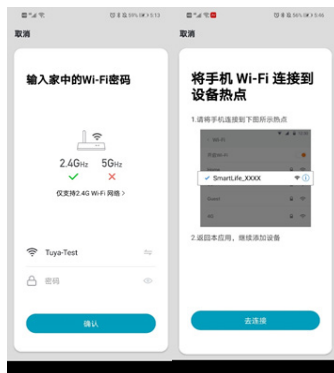 取消
输入家中的Wi-Fi密码
2.4GHz 5GHz
仅支持2.4G Wi-Fi 网络 >
Tuya-Test
密码
确认
取消
将手机 Wi-Fi 连接到
设备热点
1.请将手机连接到下图所示热点
SmartLife_XXXX
2.返回本应用，继续添加设备
去连接